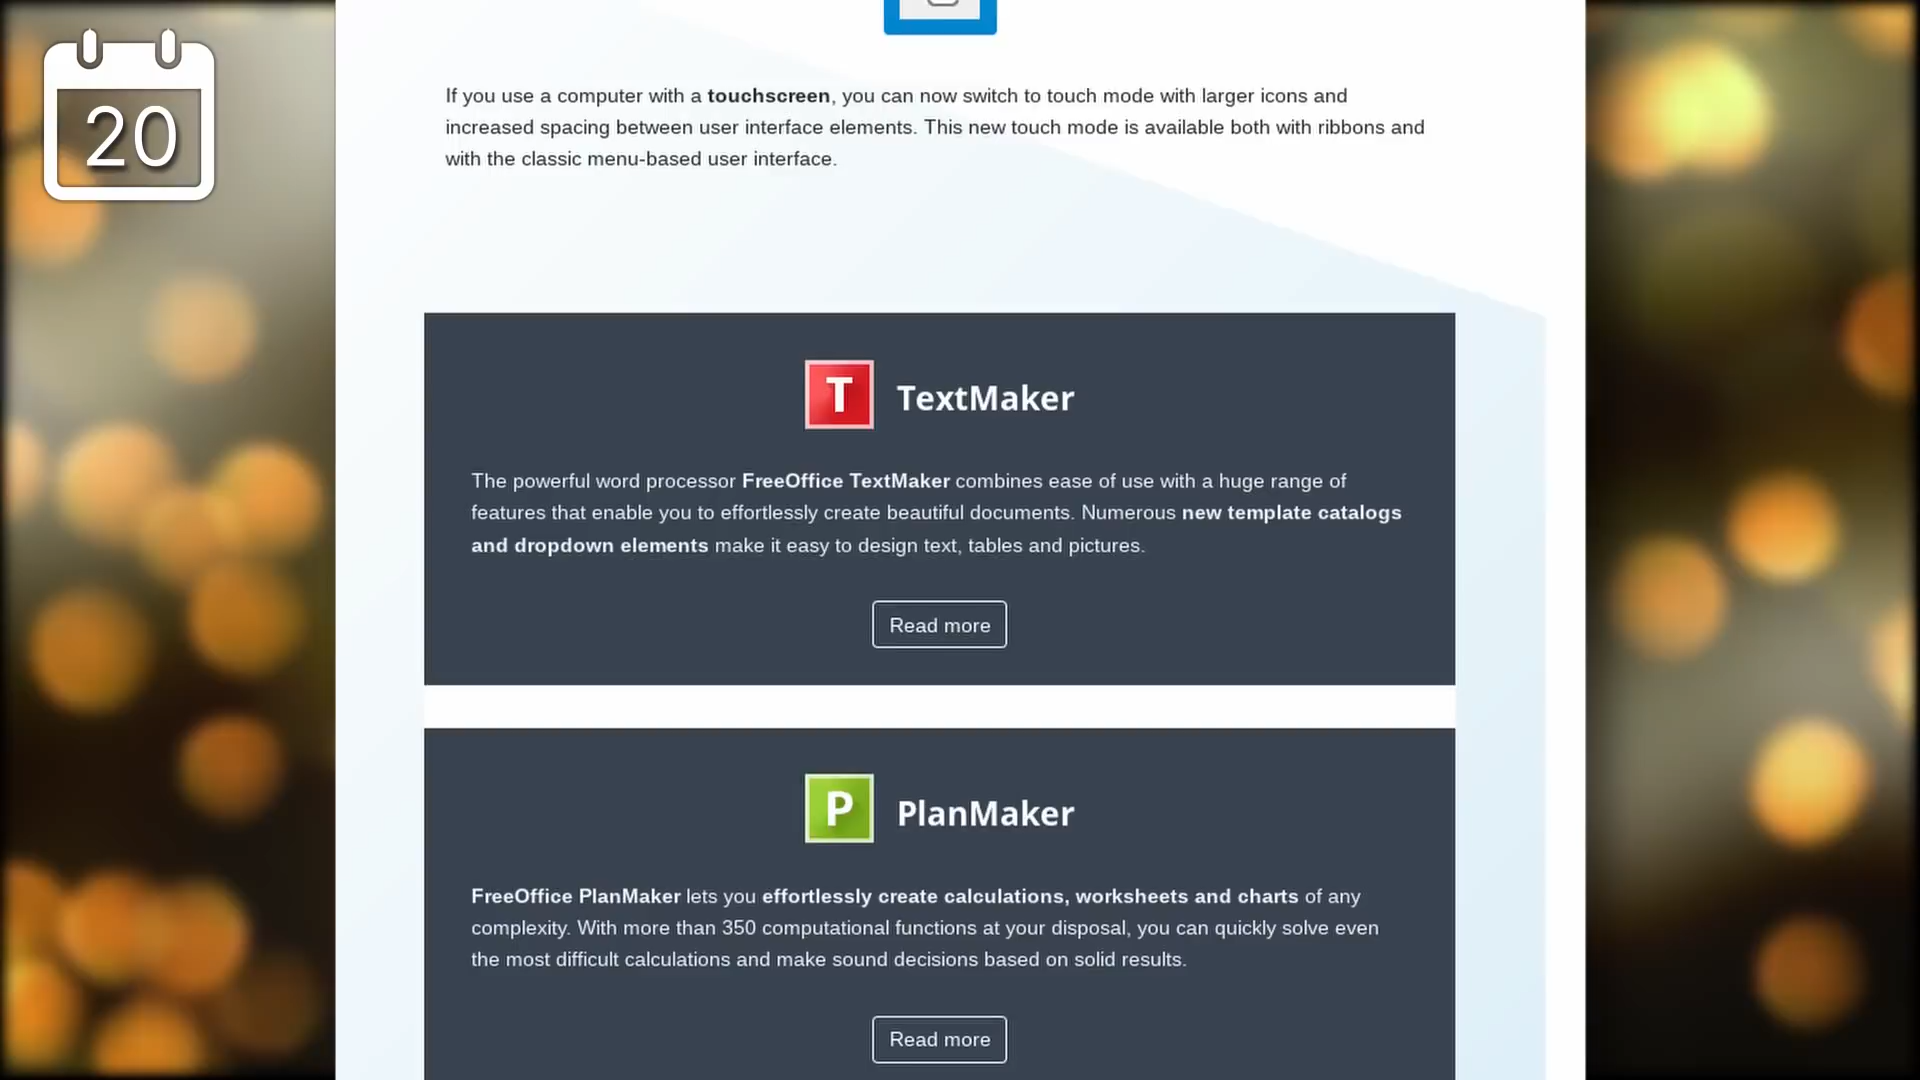 20
If you use a computer with a touchscreen, you can now switch to touch mode with larger icons and
increased spacing between user interface elements. This new touch mode is available both with ribbons and
with the classic menu-based user interface.
T TextMaker
The powerful word processor FreeOffice TextMaker combines ease of use with a huge range of
features that enable you to effortlessly create beautiful documents. Numerous new template catalogs
and dropdown elements make it easy to design text, tables and pictures.
Read more
P PlanMaker
FreeOffice PlanMaker lets you effortlessly create calculations, worksheets and charts of any
complexity. With more than 350 computational functions at your disposal, you can quickly solve even
the most difficult calculations and make sound decisions based on solid results.
Read more